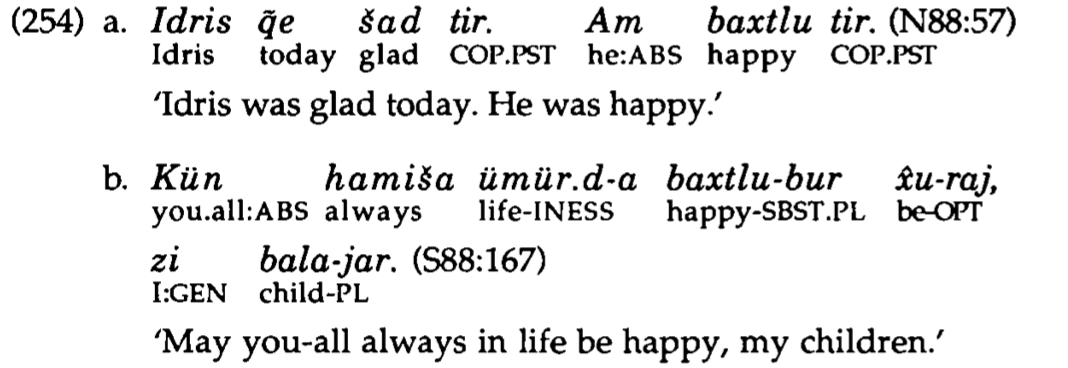 (254) a. Idris q̃e šad tir. Am baxtlu tir. (N88:57)
Idris today glad COP.PST he:ABS happy COP.PST
‘Idris was glad today. He was happy.’
b. Kün hamiša ümür.d-a baxtlu-bur x̂u-raj,
you.all:ABS always life-INESS happy-SBST.PL be-OPT
zi bala-jar. (S88:167)
I:GEN child-PL
‘May you-all always in life be happy, my children.’